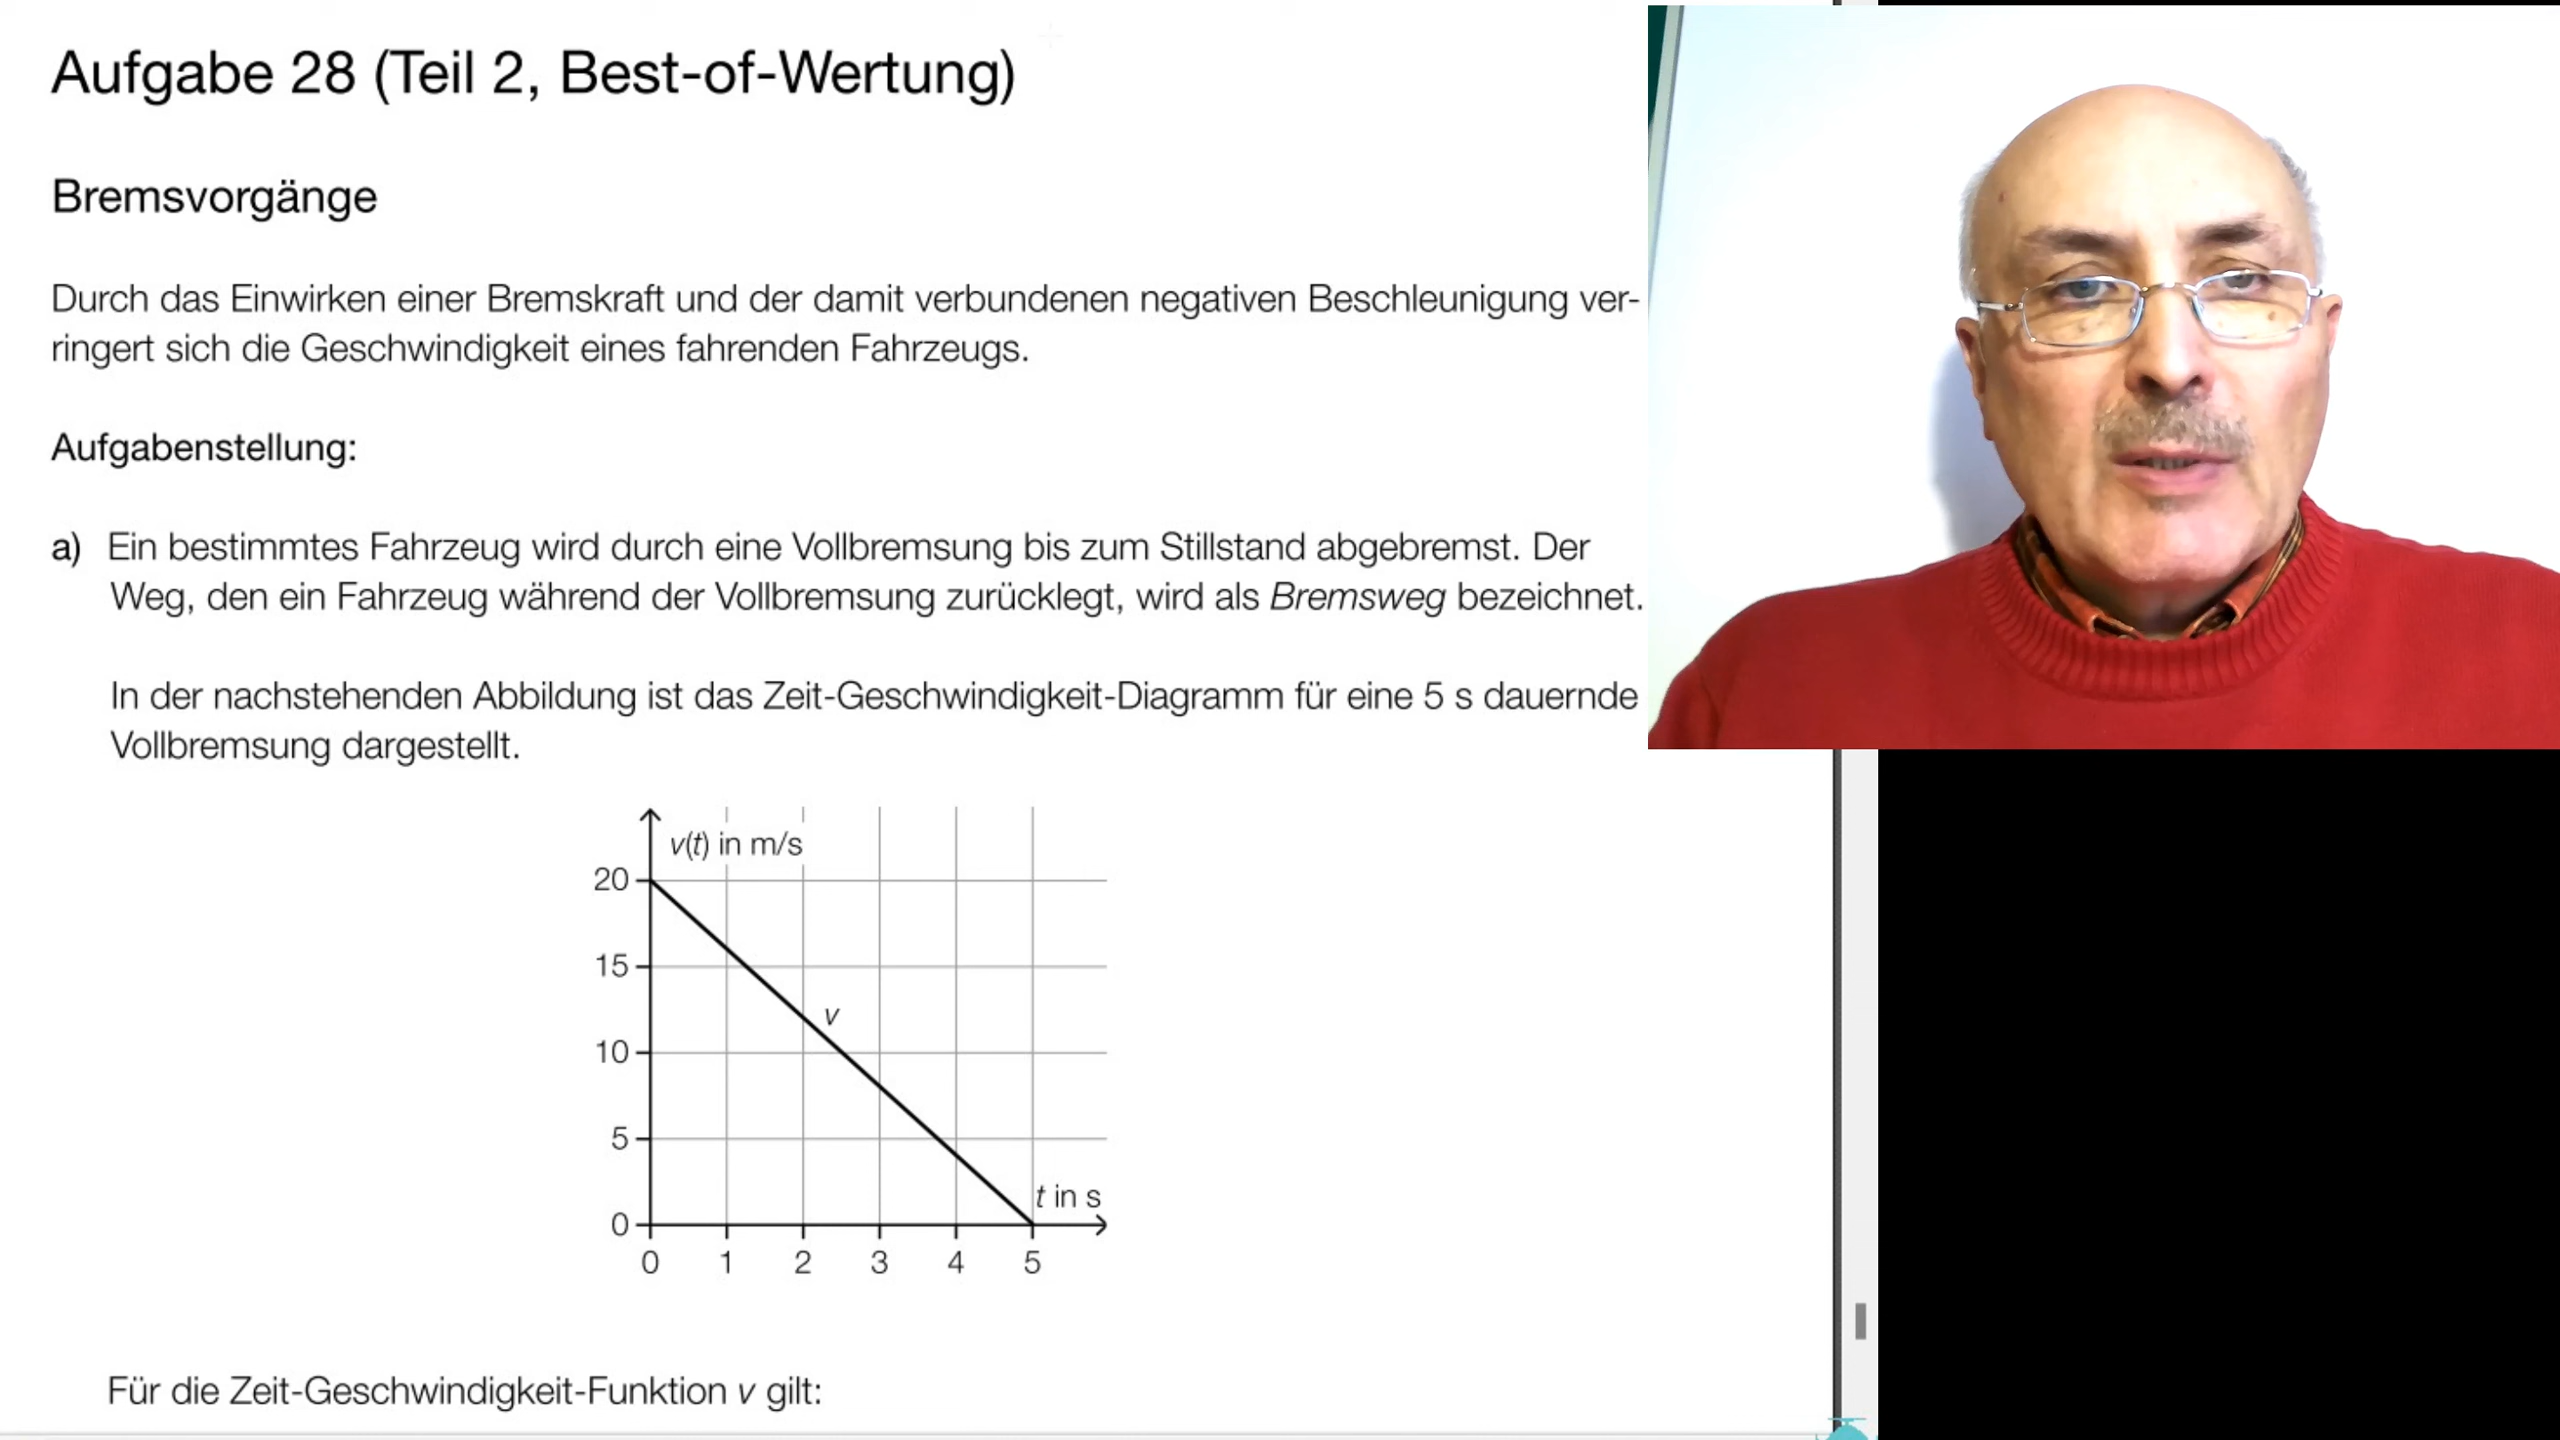 Aufgabe 28 (Teil 2, Best-of-Wertung)
Bremsvorgänge
Durch das Einwirken einer Bremskraft und der damit verbundenen negativen Beschleunigung ver-
ringert sich die Geschwindigkeit eines fahrenden Fahrzeugs.
Aufgabenstellung:
a) Ein bestimmtes Fahrzeug wird durch eine Vollbremsung bis zum Stillstand abgebremst. Der
Weg, den ein Fahrzeug während der Vollbremsung zurücklegt, wird als Bremsweg bezeichnet.
In der nachstehenden Abbildung ist das Zeit-Geschwindigkeit-Diagramm für eine 5 s dauernde
Vollbremsung dargestellt.
v(t) in m/s
20
15
v
10
5
t in s
0
0 1 2 3 4 5
Für die Zeit-Geschwindigkeit-Funktion v gilt: